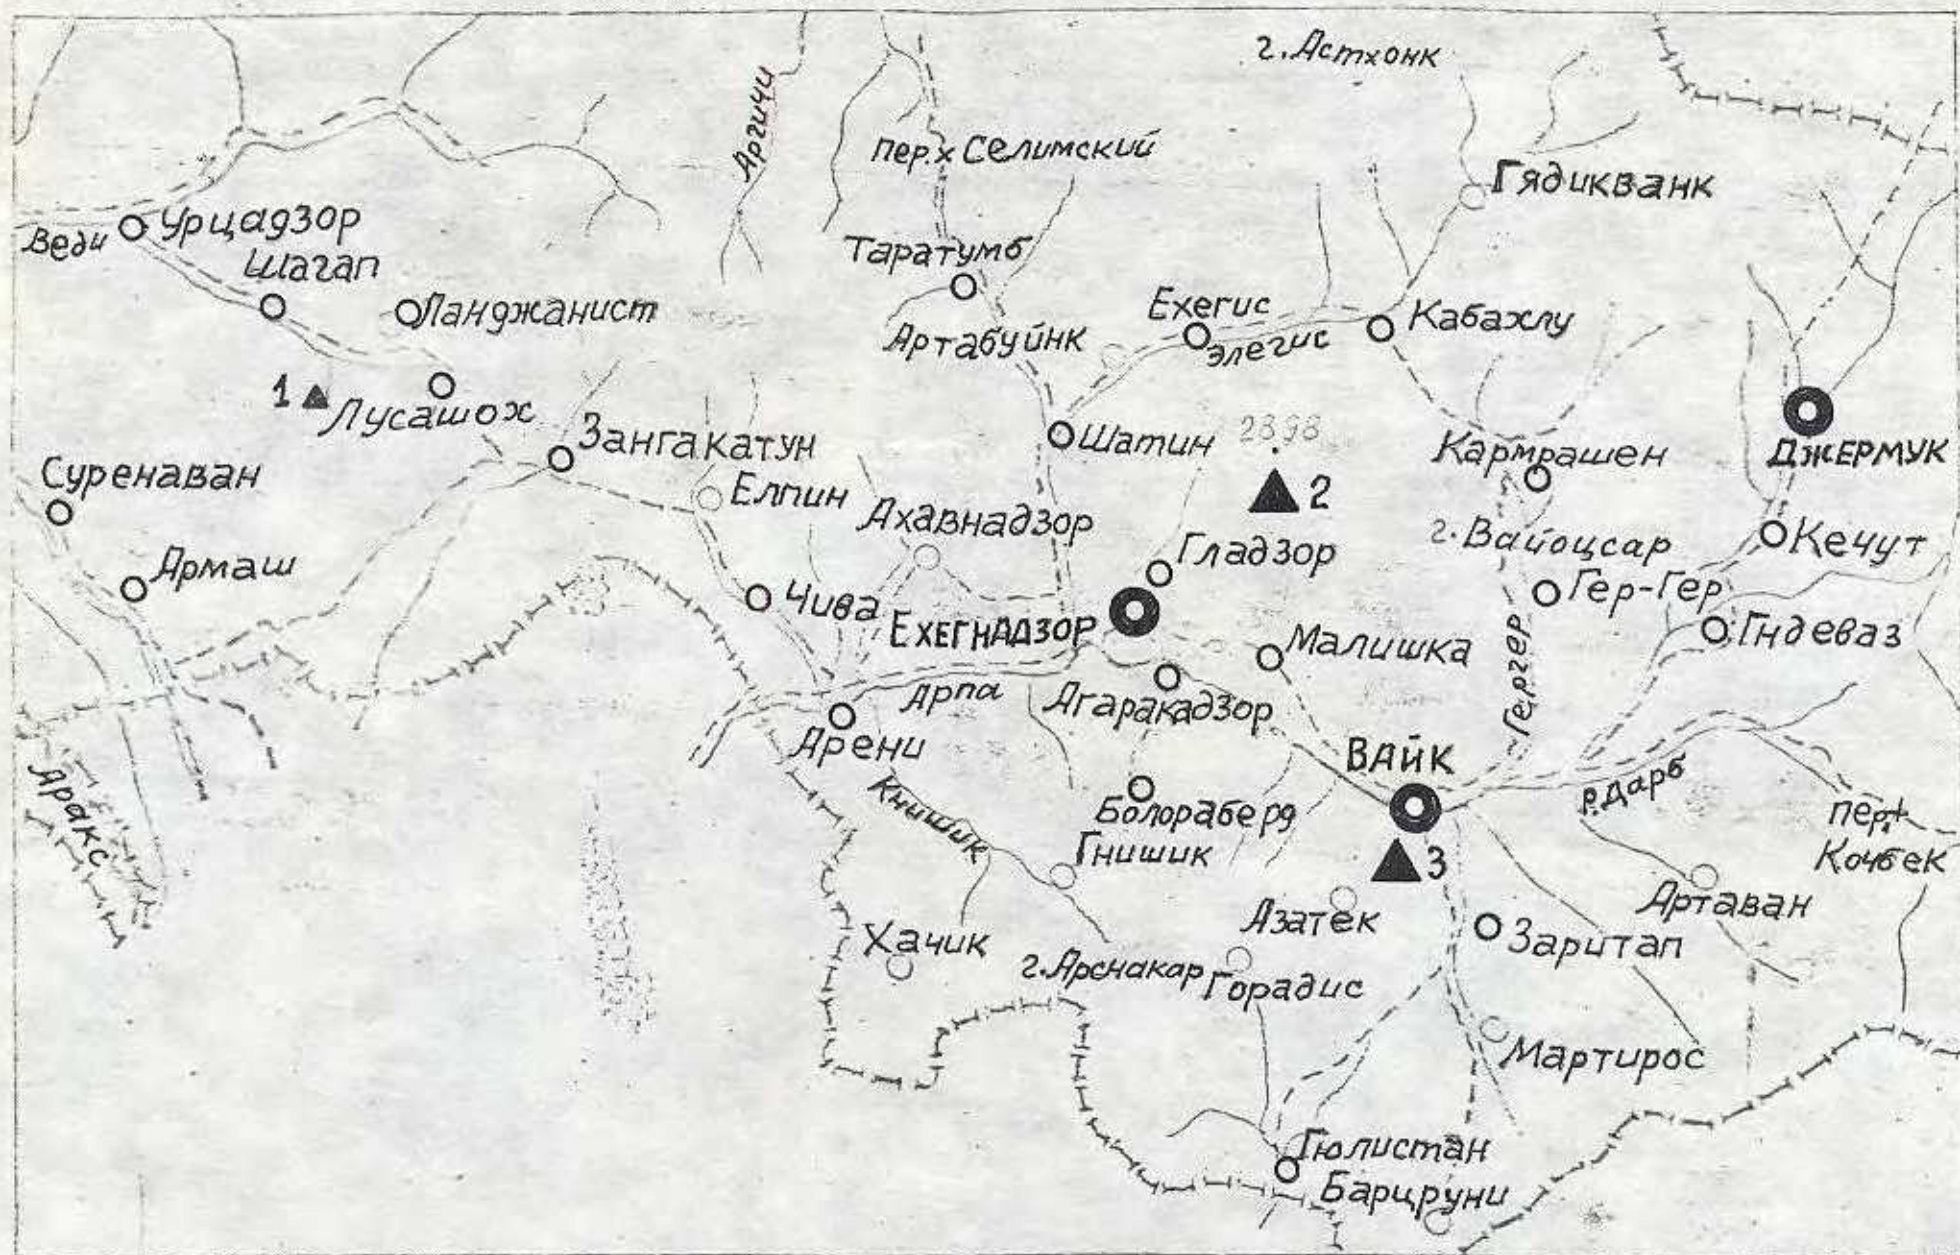 г. Астхонк
Аргичи
пер. х Селимский
Гядикванк
Веди
Урцадзор
Шагап
Таратумб
Ланджанист
Ехегис
Элегис
Кабахлу
Артабуйнк
1
Лусашох
Зангакатун
Шатин
2898
2
Кармрашен
ДЖЕРМУК
Суренаван
Елпин
Ахавнадзор
г. Вайоцсар
Кечут
Армаш
Гладзор
Гер-Гер
Чива
ЕХЕГНАДЗОР
Малишка
Гергер
Гндеваз
Арпа
Агаракадзор
Арени
ВАЙК
Аракс
Книшик
Болораберд
Р. Дарб
пер.
Кочбек
Гнишик
3
Азатек
Артаван
Хачик
Заритап
г. Арснакар
Горадис
Мартирос
Гюлистан
Барцруни